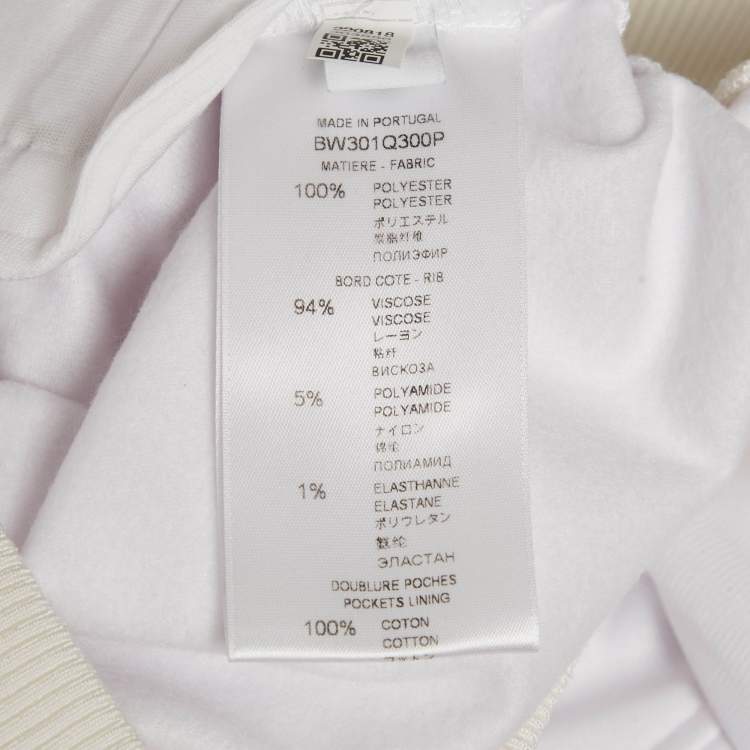 MADE IN PORTUGAL
BW301Q300P
MATIERE - FABRIC
100% POLYESTER
POLYESTER
ポリエステル
聚酯纤维
ПОЛИЭФИР
BORD COTE - RIB
94% VISCOSE
VISCOSE
レーヨン
粘纤
ВИСКОЗА
5% POLYAMIDE
POLYAMIDE
ナイロン
锦纶
ПОЛИАМИД
1% ELASTHANNE
ELASTANE
ポリウレタン
ЭЛАСТАН
DOUBLURE POCHES
POCKETS LINING
100% COTON
COTTON